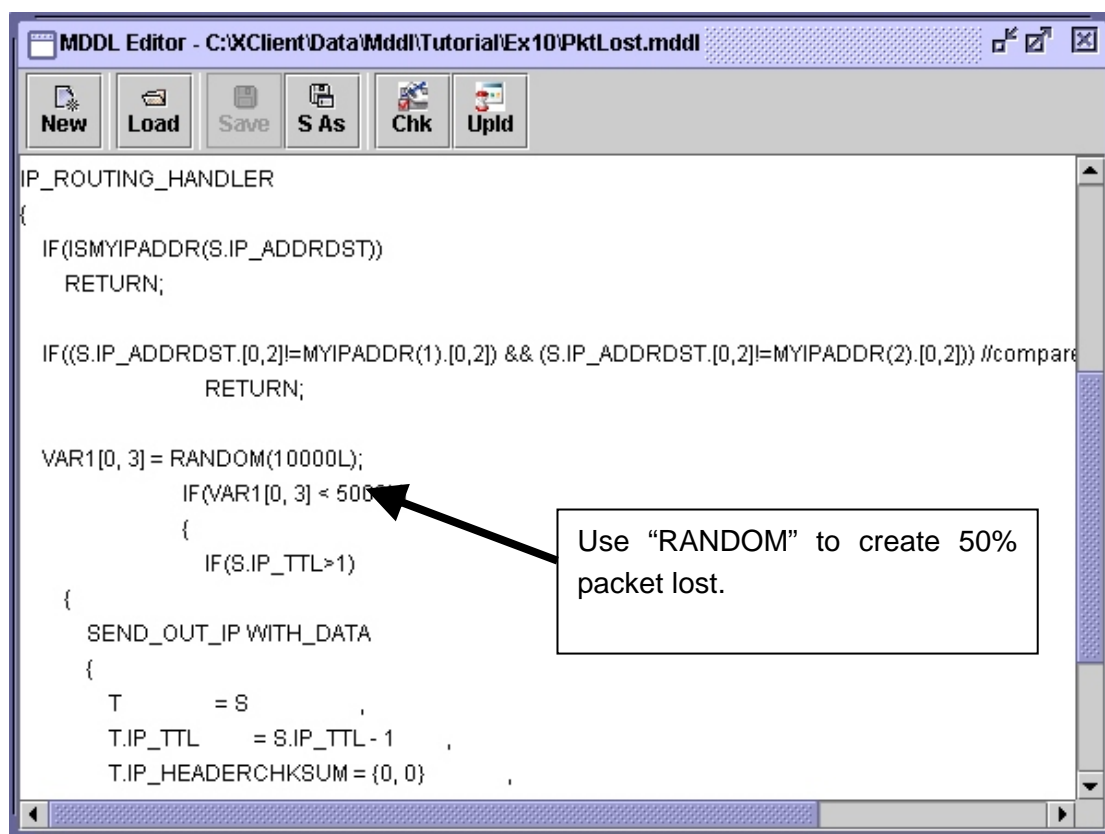 MDDL Editor - C:\XClient\Data\Mddl\Tutorial\Ex10\PktLost.mddl
New Load Save S As Chk Upld
IP_ROUTING_HANDLER
{
IF(ISMYIPADDR(S.IP_ADDRDST))
RETURN;
IF((S.IP_ADDRDST.[0,2]!=MYIPADDR(1).[0,2]) && (S.IP_ADDRDST.[0,2]!=MYIPADDR(2).[0,2])) //compare
RETURN;
VAR1[0, 3] = RANDOM(10000L);
IF(VAR1[0, 3] <
{
IF(S.IP_TTL>1)
{
SEND_OUT_IP WITH_DATA
{
T = S ,
T.IP_TTL = S.IP_TTL - 1 ,
T.IP_HEADERCHKSUM = {0, 0} ,
Use “RANDOM” to create 50%
packet lost.